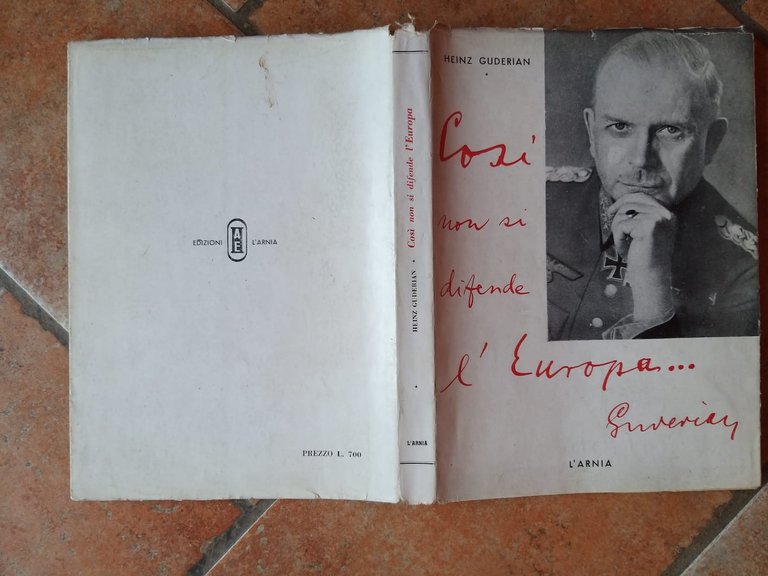 EDIZIONI AE L'ARNIA
PREZZO L. 700
HEINZ GUDERIAN • Così non si difende l'Europa
L'ARNIA
HEINZ GUDERIAN
Così
non si
difende
l'Europa...
Guderian
L'ARNIA